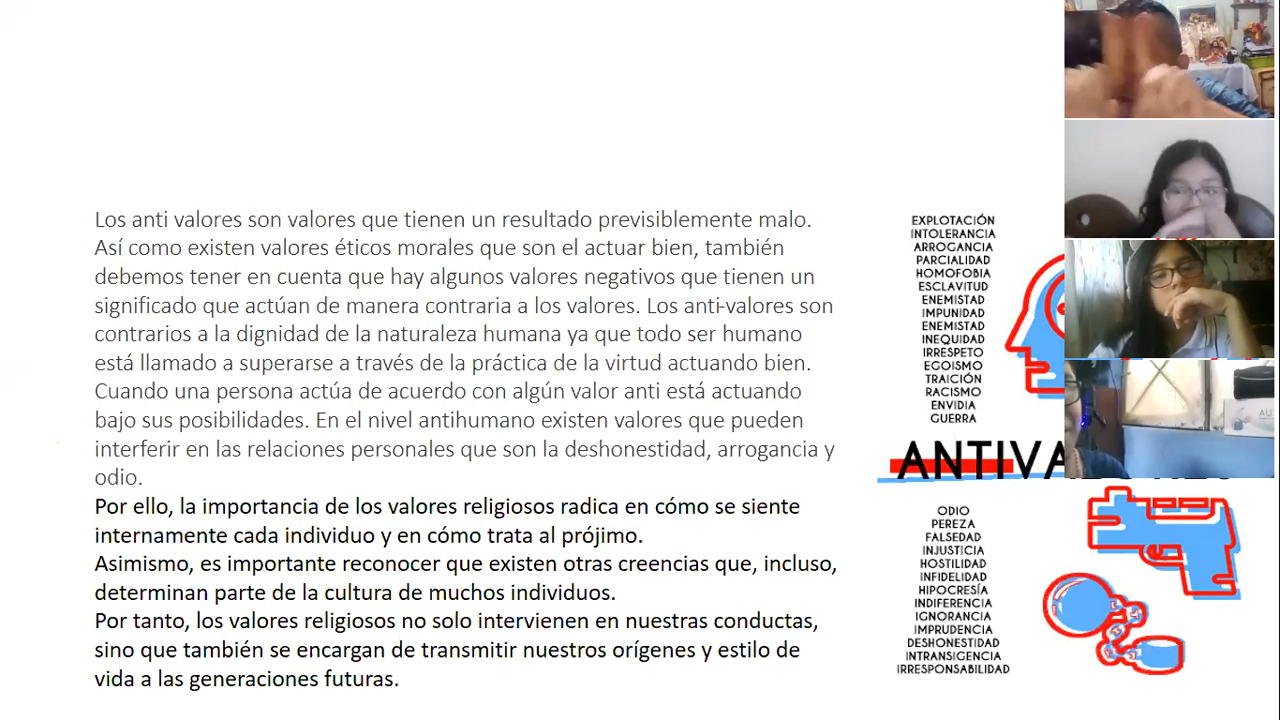 Los anti valores son valores que tienen un resultado previsiblemente malo.
Así como existen valores éticos morales que son el actuar bien, también
debemos tener en cuenta que hay algunos valores negativos que tienen un
significado que actúan de manera contraria a los valores. Los anti-valores son
contrarios a la dignidad de la naturaleza humana ya que todo ser humano
está llamado a superarse a través de la práctica de la virtud actuando bien.
Cuando una persona actúa de acuerdo con algún valor anti está actuando
bajo sus posibilidades. En el nivel antihumano existen valores que pueden
interferir en las relaciones personales que son la deshonestidad, arrogancia y
odio.
Por ello, la importancia de los valores religiosos radica en cómo se siente
internamente cada individuo y en cómo trata al prójimo.
Asimismo, es importante reconocer que existen otras creencias que, incluso,
determinan parte de la cultura de muchos individuos.
Por tanto, los valores religiosos no solo intervienen en nuestras conductas,
sino que también se encargan de transmitir nuestros orígenes y estilo de
vida a las generaciones futuras.
EXPLOTACIÓN
INTOLERANCIA
ARROGANCIA
PARCIALIDAD
HOMOFOBIA
ESCLAVITUD
ENEMISTAD
IMPUNIDAD
ENEMISTAD
INEQUIDAD
IRRESPETO
EGOISMO
TRAICIÓN
RACISMO
ENVIDIA
GUERRA
ANTIVA
ODIO
PEREZA
FALSEDAD
INJUSTICIA
HOSTILIDAD
INFIDELIDAD
HIPOCRESÍA
INDIFERENCIA
IGNORANCIA
IMPRUDENCIA
DESHONESTIDAD
INTRANSIGENCIA
IRRESPONSABILIDAD